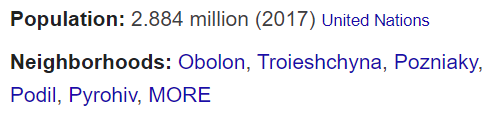 Population: 2.884 million (2017) United Nations
Neighborhoods: Obolon, Troieshchyna, Pozniaky,
Podil, Pyrohiv, MORE